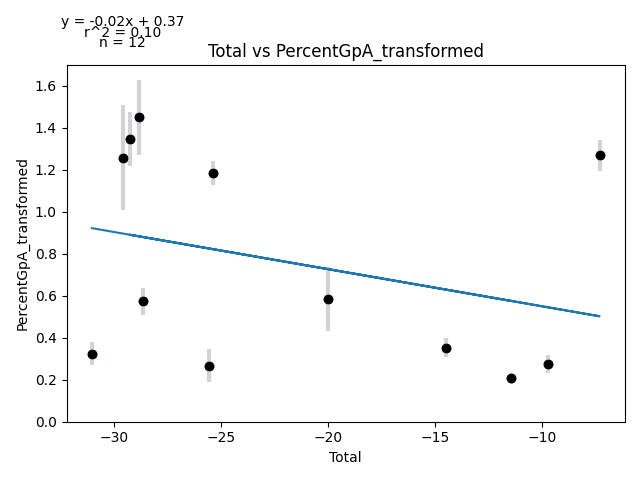 y = -0.02x + 0.37
r^2 = 0.10
n = 12
Total vs PercentGpA_transformed
1.6
1.4
1.2
1.0
0.8
0.6
0.4
0.2
0.0
PercentGpA_transformed
−30
−25
−20
−15
−10
Total